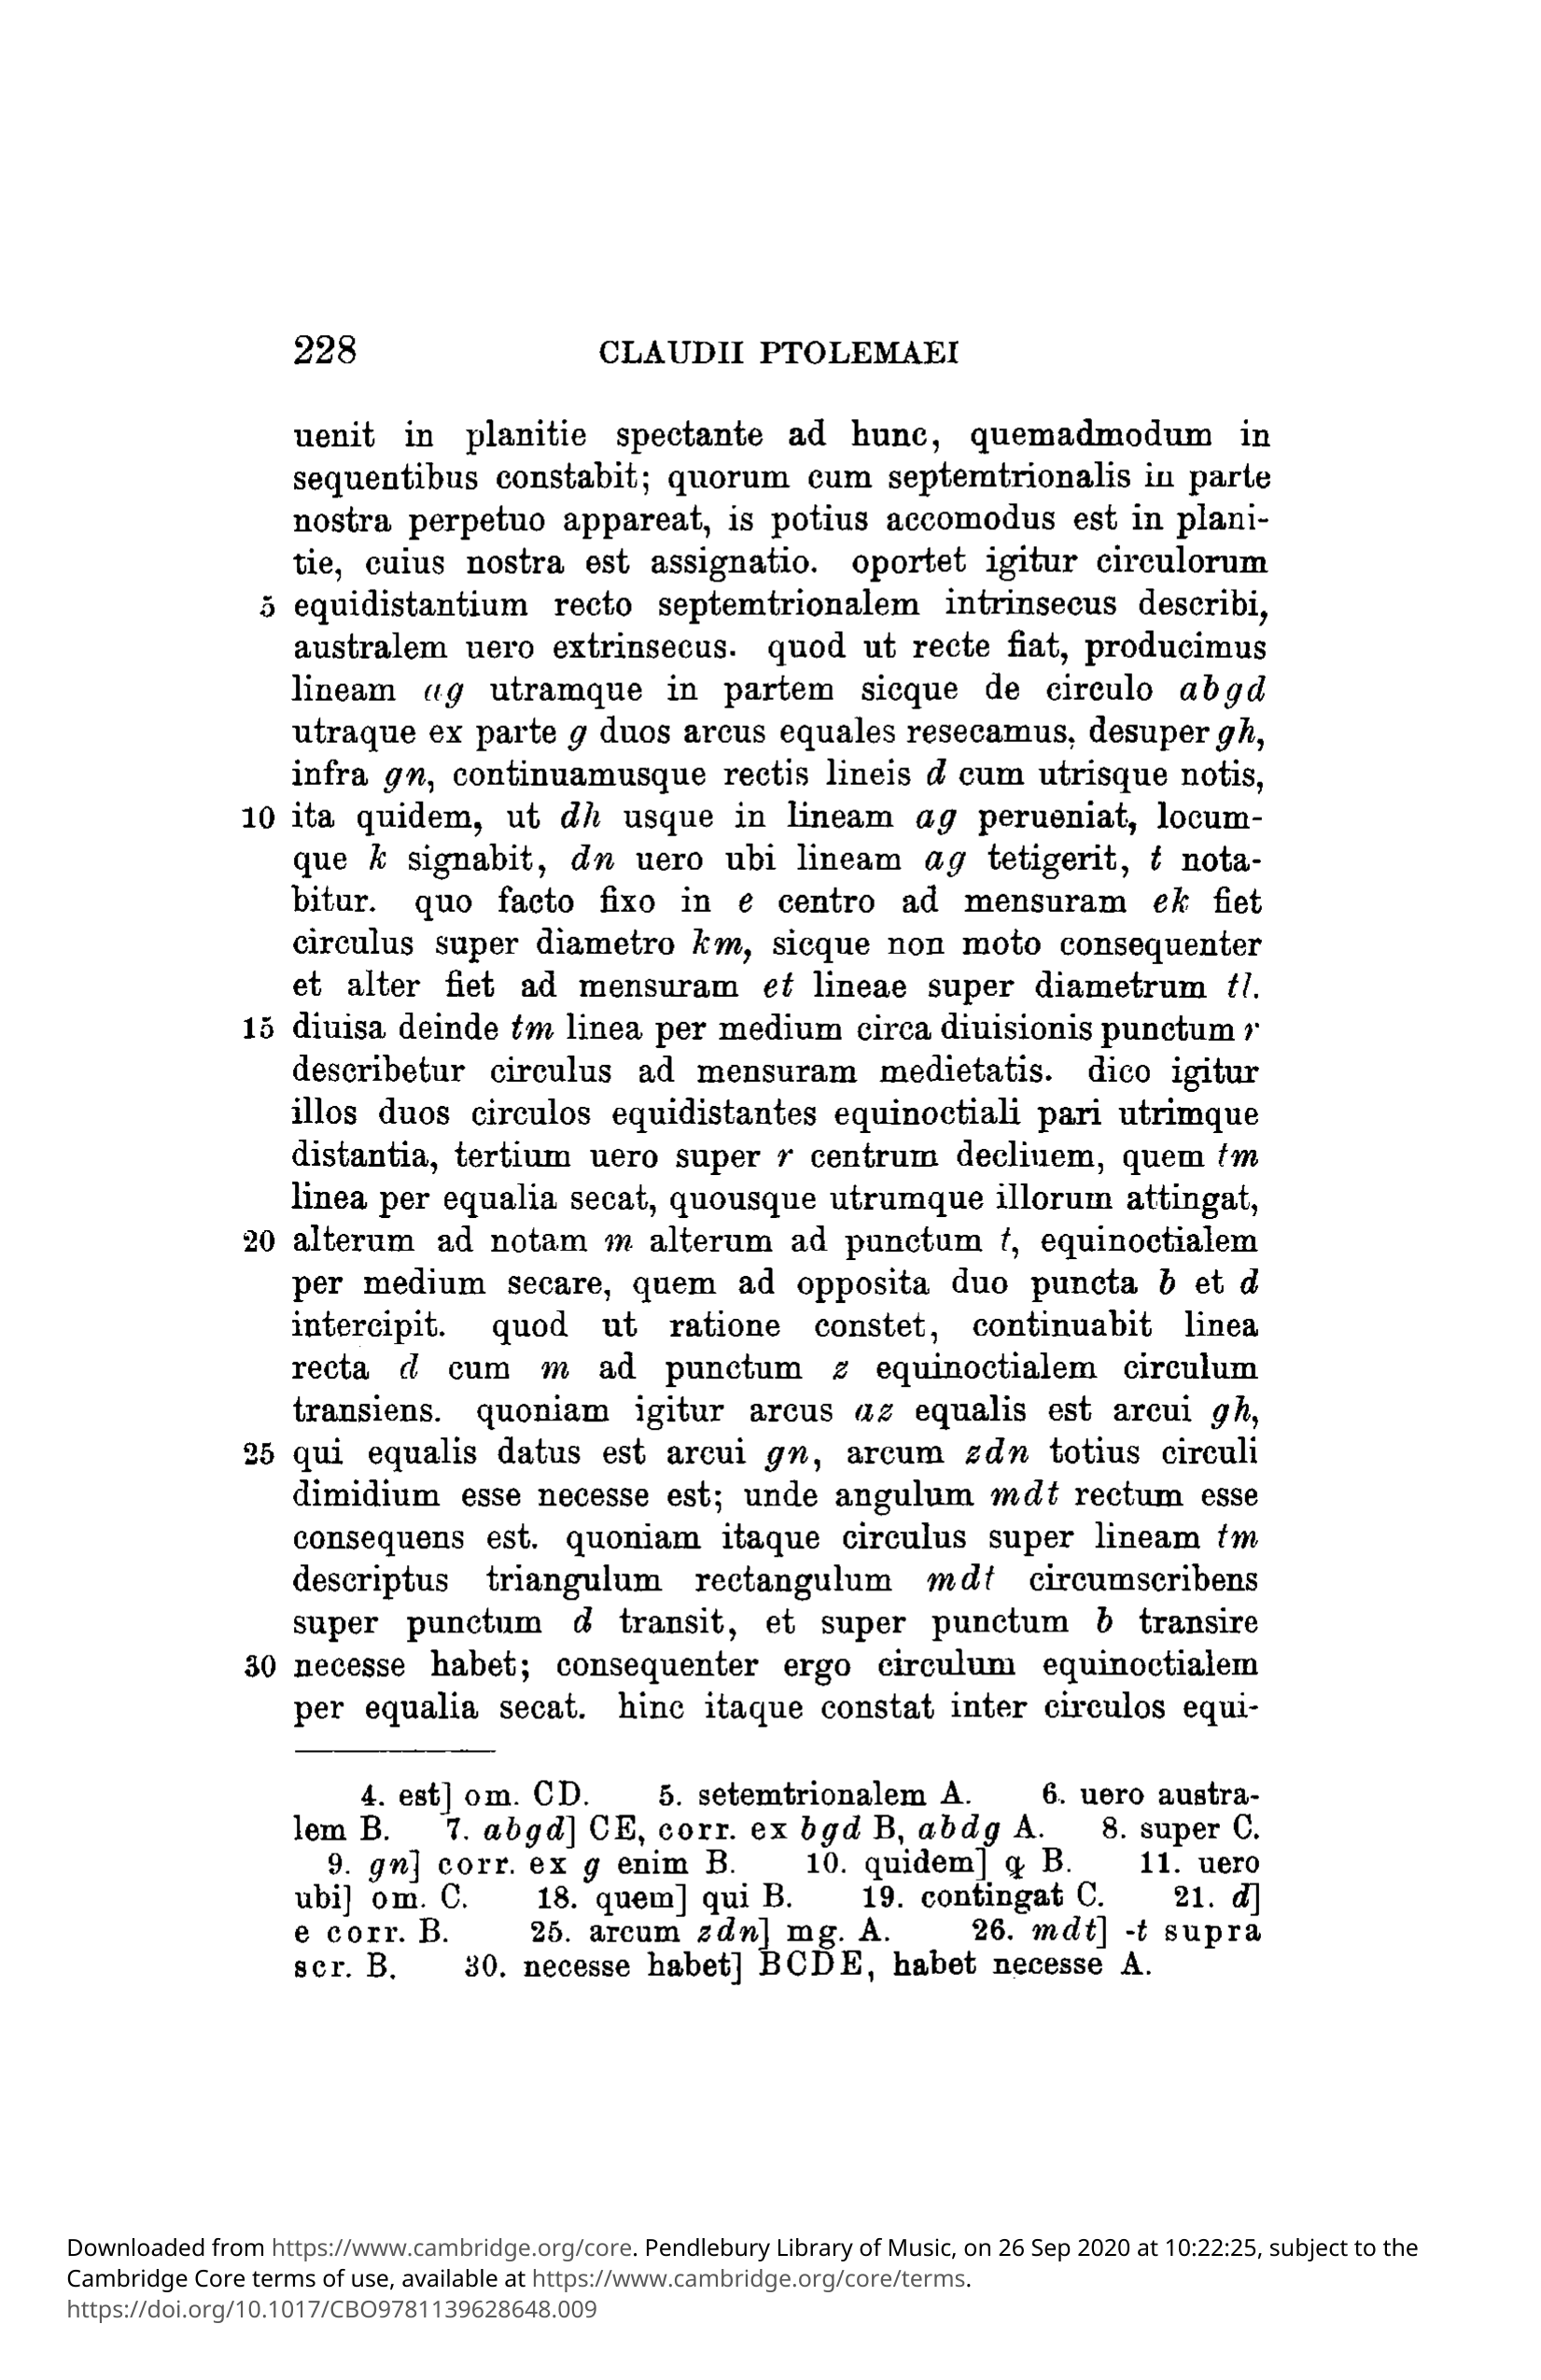 228 CLAUDII PTOLEMAEI
uenit in planitie spectante ad hunc, quemadmodum in
sequentibus constabit; quorum cum septemtrionalis in parte
nostra perpetuo appareat, is potius accomodus est in plani-
tie, cuius nostra est assignatio. oportet igitur circulorum
5 equidistantium recto septemtrionalem intrinsecus describi,
australem uero extrinsecus. quod ut recte fiat, producimus
lineam ag utramque in partem sicque de circulo abgd
utraque ex parte g duos arcus equales resecamus, desuper gh,
infra gn, continuamusque rectis lineis d cum utrisque notis,
10 ita quidem, ut dh usque in lineam ag perueniat, locum-
que k signabit, dn uero ubi lineam ag tetigerit, t nota-
bitur. quo facto fixo in e centro ad mensuram ek fiet
circulus super diametro km, sicque non moto consequenter
et alter fiet ad mensuram et lineae super diametrum tl.
15 diuisa deinde tm linea per medium circa diuisionis punctum r
describetur circulus ad mensuram medietatis. dico igitur
illos duos circulos equidistantes equinoctiali pari utrimque
distantia, tertium uero super r centrum decliuem, quem tm
linea per equalia secat, quousque utrumque illorum attingat,
20 alterum ad notam m alterum ad punctum t, equinoctialem
per medium secare, quem ad opposita duo puncta b et d
intercipit. quod ut ratione constet, continuabit linea
recta d cum m ad punctum z equinoctialem circulum
transiens. quoniam igitur arcus az equalis est arcui gh,
25 qui equalis datus est arcui gn, arcum zdn totius circuli
dimidium esse necesse est; unde angulum mdt rectum esse
consequens est. quoniam itaque circulus super lineam tm
descriptus triangulum rectangulum mdt circumscribens
super punctum d transit, et super punctum b transire
30 necesse habet; consequenter ergo circulum equinoctialem
per equalia secat. hinc itaque constat inter circulos equi-
4. est] om. CD. 5. setemtrionalem A. 6. uero austra-
lem B. 7. abgd] CE, corr. ex bgd B, abdg A. 8. super C.
9. gn] corr. ex g enim B. 10. quidem] q B. 11. uero
ubi] om. C. 18. quem] qui B. 19. contingat C. 21. d]
e corr. B. 25. arcum zdn] mg. A. 26. mdt] -t supra
scr. B. 30. necesse habet] BCDE, habet necesse A.
Downloaded from https://www.cambridge.org/core. Pendlebury Library of Music, on 26 Sep 2020 at 10:22:25, subject to the
Cambridge Core terms of use, available at https://www.cambridge.org/core/terms.
https://doi.org/10.1017/CBO9781139628648.009